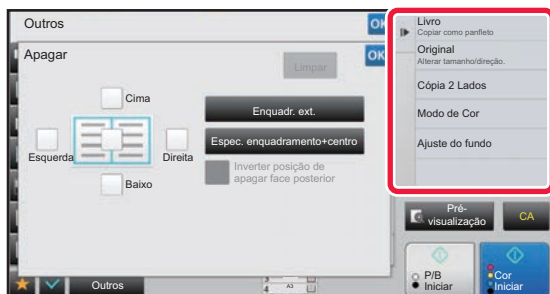 Outros
OK
Apagar
OK
Limpar
Cima
Esquerda
Direita
Baixo
Enquadr. ext.
Espec. enquadramento+centro
Inverter posição de
apagar face posterior
Livro
Copiar como panfleto
Original
Alterar tamanho/direção.
Cópia 2 Lados
Modo de Cor
Ajuste do fundo
Pré-
visualização
CA
P/B
Iniciar
Cor
Iniciar
Outros
3
4
A3